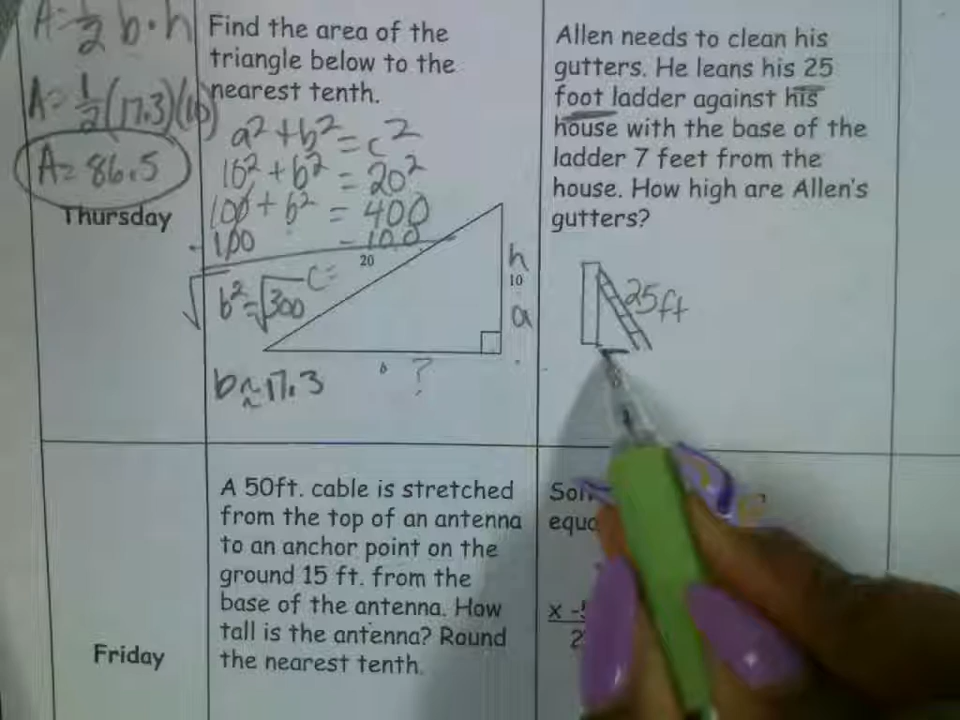 A = 1/2 b · h
A = 1/2 (17.3)(10)
A = 86.5
Thursday
Find the area of the
triangle below to the
nearest tenth.
a² + b² = c²
10² + b² = 20²
100 + b² = 400
- 100 - 100
20
c =
√b² = √300
h
10
a
b ?
b ≈ 17.3
Allen needs to clean his
gutters. He leans his 25
foot ladder against his
house with the base of the
ladder 7 feet from the
house. How high are Allen's
gutters?
25ft
Friday
A 50ft. cable is stretched
from the top of an antenna
to an anchor point on the
ground 15 ft. from the
base of the antenna. How
tall is the antenna? Round
the nearest tenth.